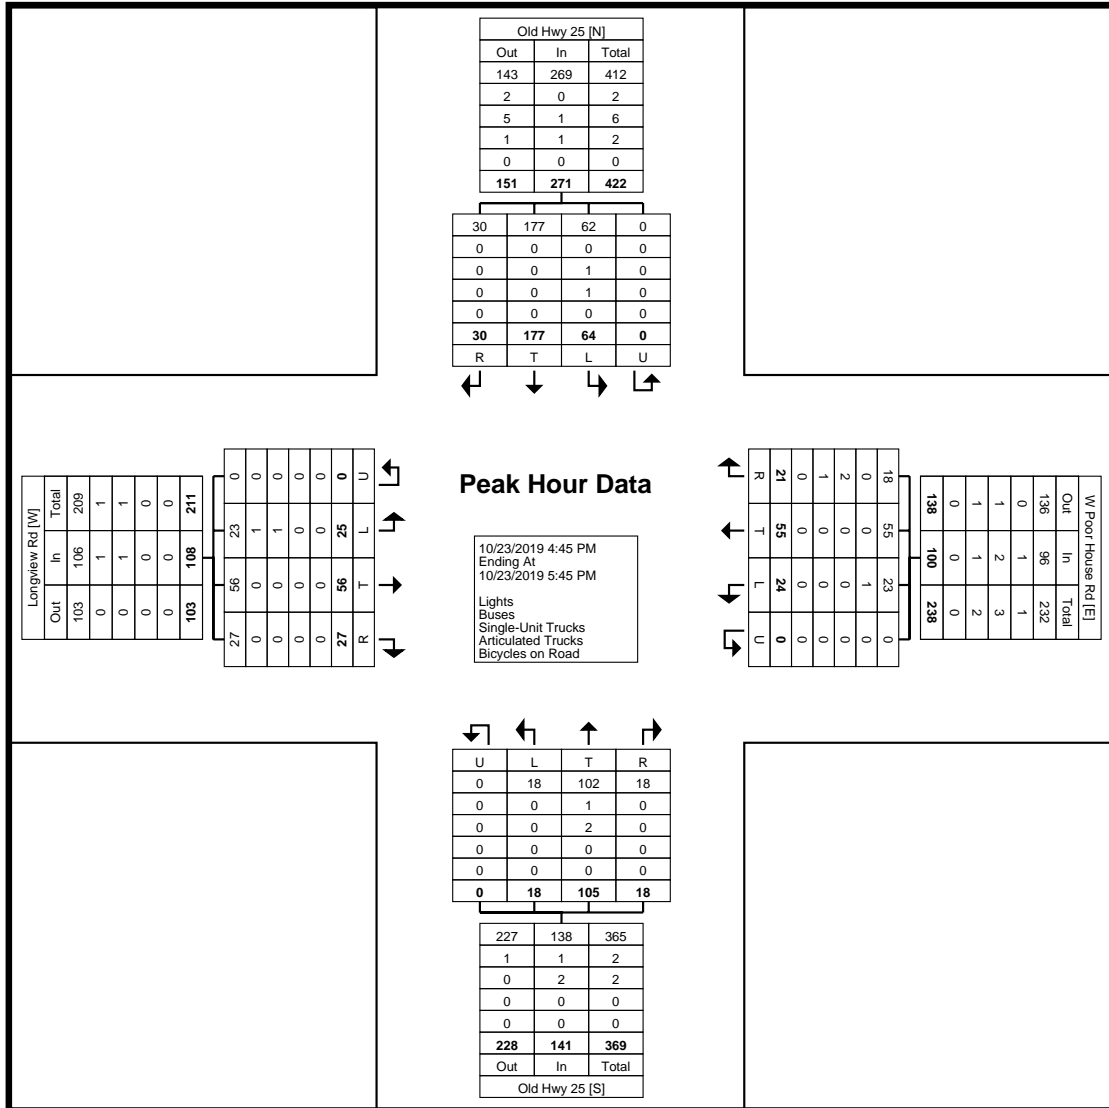 Old Hwy 25 [N]
Out In Total
143 269 412
2 0 2
5 1 6
1 1 2
0 0 0
151 271 422
30 177 62 0
0 0 0 0
0 0 1 0
0 0 1 0
0 0 0 0
30 177 64 0
R T L U
Longview Rd [W]
Total In Out
209 106 103
1 1 0
1 1 0
0 0 0
0 0 0
211 108 103
0 23 56 27
0 1 0 0
0 1 0 0
0 0 0 0
0 0 0 0
0 25 56 27
U L T R
Peak Hour Data
10/23/2019 4:45 PM
Ending At
10/23/2019 5:45 PM
Lights
Buses
Single-Unit Trucks
Articulated Trucks
Bicycles on Road
R T L U
21 55 24 0
0 0 0 0
1 0 0 0
2 0 0 0
0 0 1 0
18 55 23 0
W Poor House Rd [E]
Out In Total
136 96 232
0 1 1
1 2 3
1 1 2
0 0 0
138 100 238
U L T R
0 18 102 18
0 0 1 0
0 0 2 0
0 0 0 0
0 0 0 0
0 18 105 18
227 138 365
1 1 2
0 2 2
0 0 0
0 0 0
228 141 369
Out In Total
Old Hwy 25 [S]